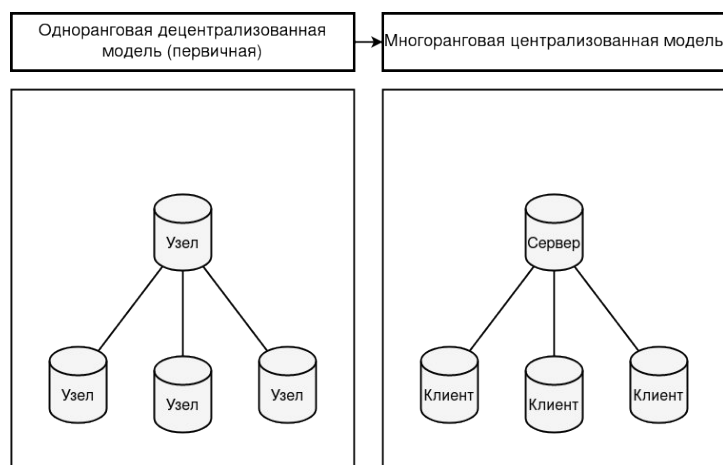 Одноранговая децентрализованная
модель (первичная)
Многоранговая централизованная модель
Узел
Узел
Узел
Узел
Сервер
Клиент
Клиент
Клиент